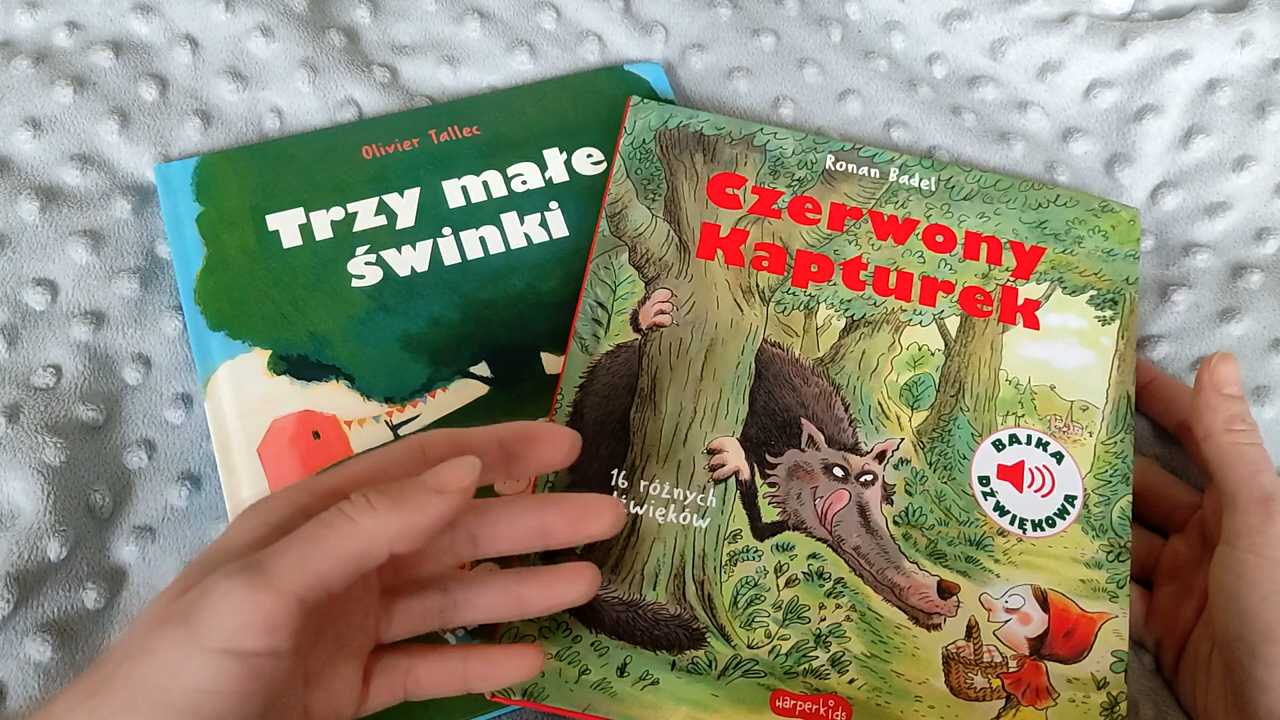 Olivier Tallec
Trzy małe
świnki
Ronan Badel
Czerwony
Kapturek
16 różnych
dźwięków
BAJKA
DŹWIĘKOWA
HarperKids